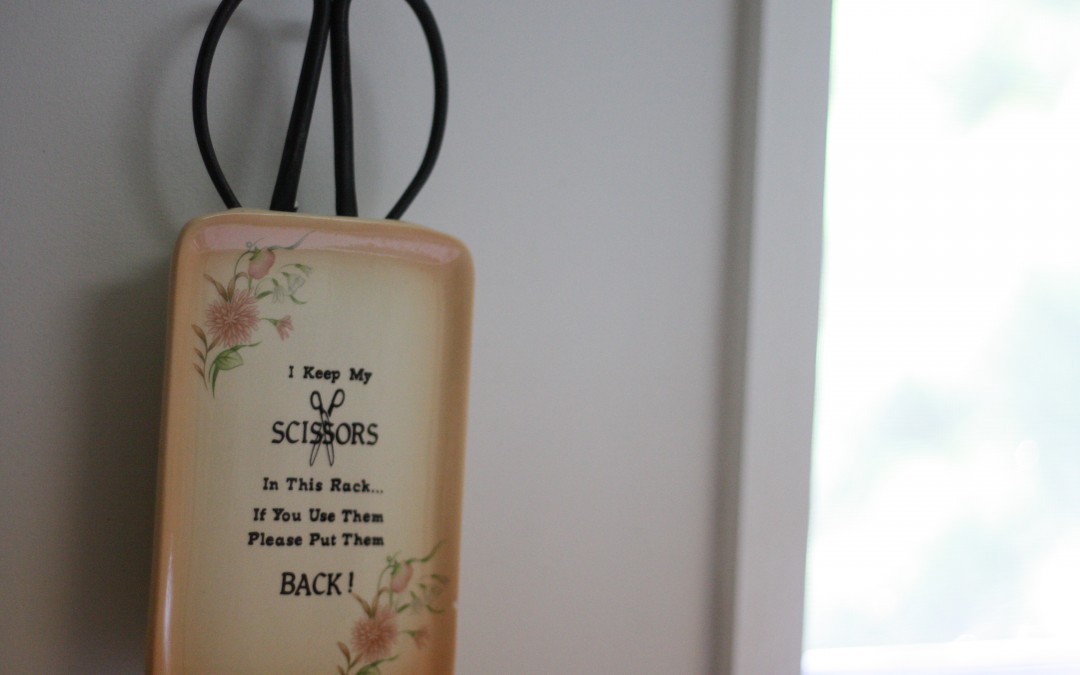 I Keep My
SCISSORS
In This Rack...
If You Use Them
Please Put Them
BACK!